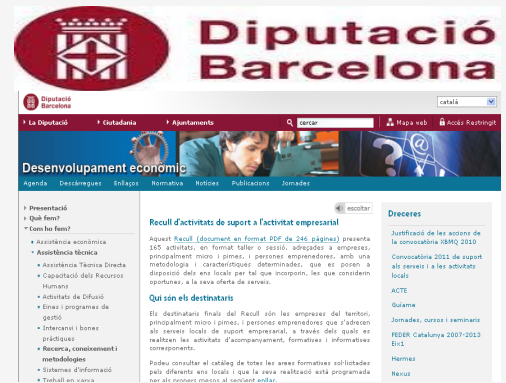 Diputació
Barcelona
Diputació
Barcelona
català
La Diputació
Ciutadania
Ajuntaments
cercar
Mapa web
Accés Restringit
Desenvolupament econòmic
Agenda Descàrregues Enllaços Normativa Notícies Publicacions Jornades
Presentació
Què fem?
Com ho fem?
Assistència econòmica
Assistència tècnica
Assistència Tècnica Directa
Capacitació dels Recursos
Humans
Activitats de Difusió
Eines i programes de
gestió
Intercanvi i bones
pràctiques
Recerca, coneixement i
metodologies
Sistemes d'informació
Treball en xarxa
escoltar
Recull d'activitats de suport a l'activitat empresarial
Aquest Recull (document en format PDF de 246 pàgines) presenta
165 activitats, en format taller o sessió, adreçades a empreses,
principalment micro i pimes, i persones emprenedores, amb una
metodologia i característiques determinades, que es posen a
disposició dels ens locals per tal que incorporin, les que considerin
oportunes, a la seva oferta de serveis.
Qui són els destinataris
Els destinataris finals del Recull són les empreses del territori,
principalment micro i pimes, i persones emprenedores que s'adrecen
als serveis locals de suport empresarial, a través dels quals es
realitzen les activitats d'acompanyament, formatives i informatives
corresponents.
Podeu consultar el catàleg de totes les arees formatives sol·licitades
pels diferents ens locals i que la seva realització està programada
per als propers mesos al següent enllaç.
Dreceres
Justificació de les accions de
la convocatòria XBMQ 2010
Convocatòria 2011 de suport
als serveis i a les activitats
locals
ACTE
Guiame
Jornades, cursos i seminaris
FEDER Catalunya 2007-2013
Eix1
Hermes
Nexus